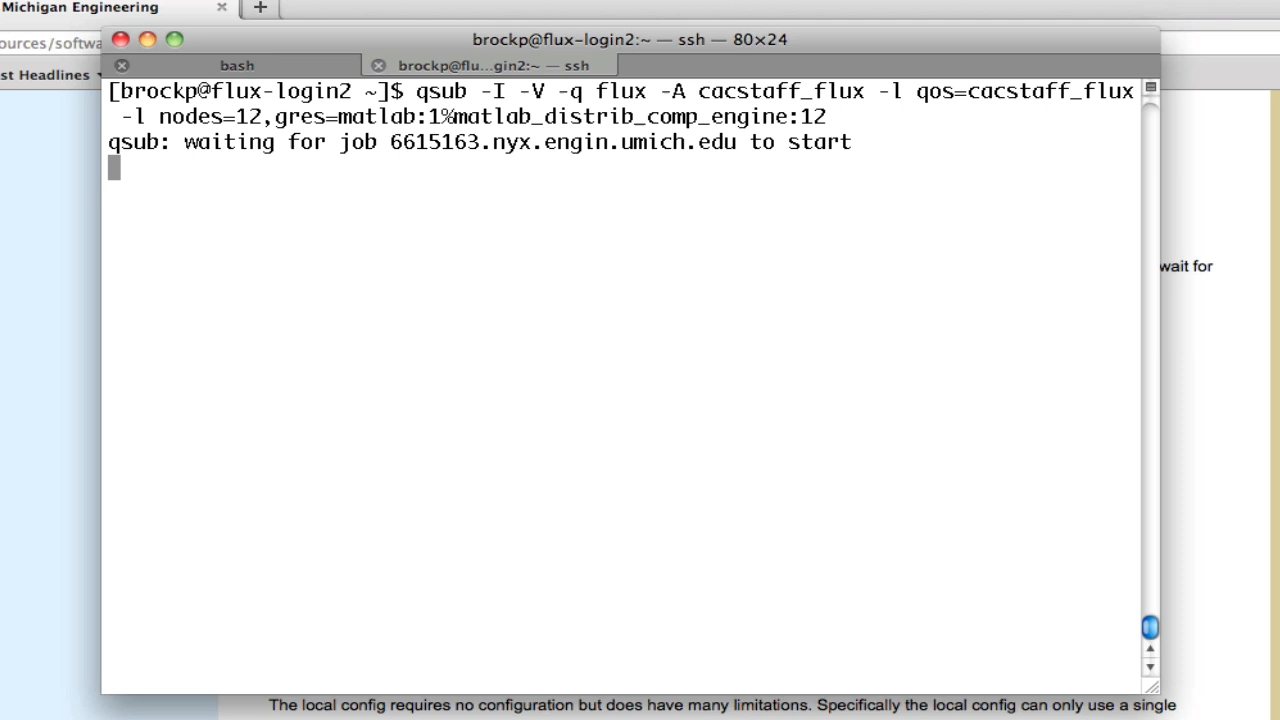 Michigan Engineering
ources/softwa
st Headlines
brockp@flux-login2:~ — ssh — 80×24
bash
brockp@flu...gin2:~ — ssh
[brockp@flux-login2 ~]$ qsub -I -V -q flux -A cacstaff_flux -l qos=cacstaff_flux
-l nodes=12,gres=matlab:1%matlab_distrib_comp_engine:12
qsub: waiting for job 6615163.nyx.engin.umich.edu to start
wait for
The local config requires no configuration but does have many limitations. Specifically the local config can only use a single